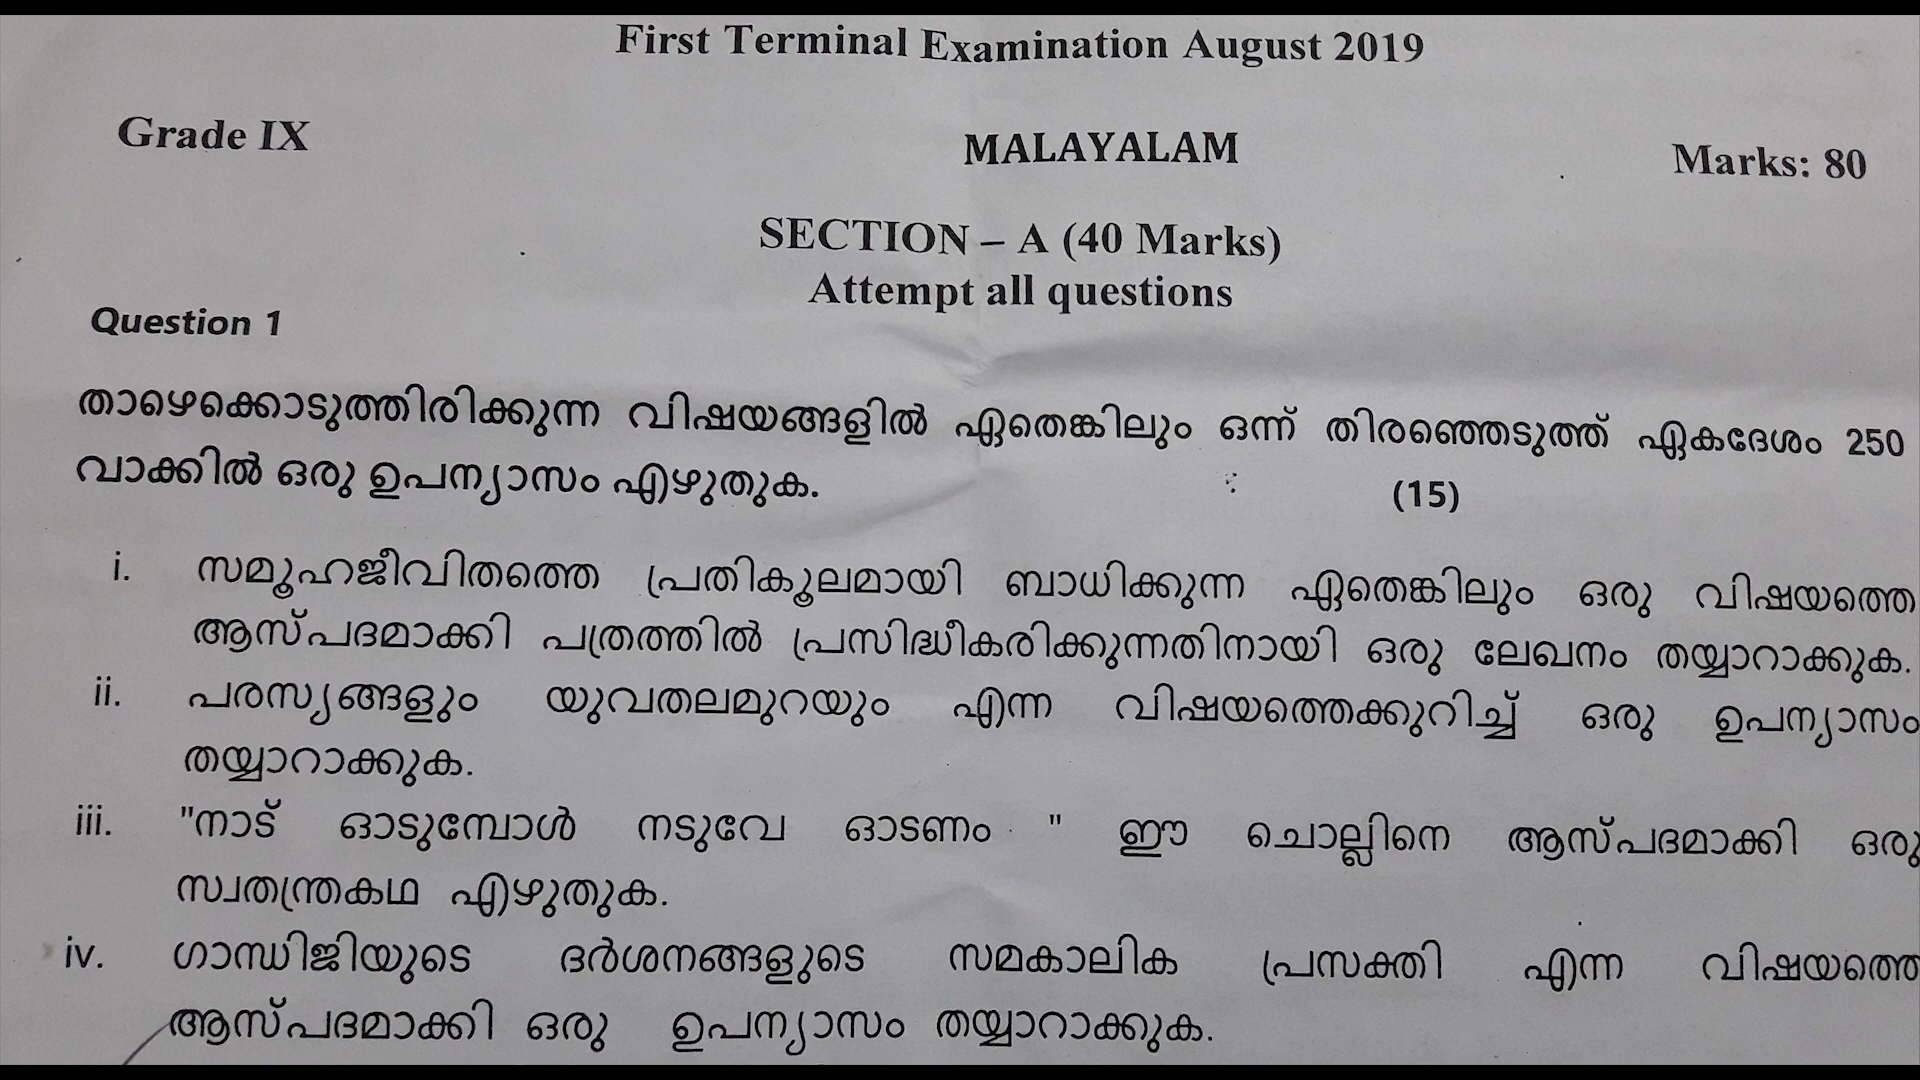 First Terminal Examination August 2019
Grade IX MALAYALAM Marks: 80
SECTION – A (40 Marks)
Attempt all questions
Question 1
താഴെക്കൊടുത്തിരിക്കുന്ന വിഷയങ്ങളിൽ ഏതെങ്കിലും ഒന്ന് തിരഞ്ഞെടുത്ത് ഏകദേശം 250
വാക്കിൽ ഒരു ഉപന്യാസം എഴുതുക. (15)
i. സമൂഹജീവിതത്തെ പ്രതികൂലമായി ബാധിക്കുന്ന ഏതെങ്കിലും ഒരു വിഷയത്തെ
ആസ്പദമാക്കി പത്രത്തിൽ പ്രസിദ്ധീകരിക്കുന്നതിനായി ഒരു ലേഖനം തയ്യാറാക്കുക.
ii. പരസ്യങ്ങളും യുവതലമുറയും എന്ന വിഷയത്തെക്കുറിച്ച് ഒരു ഉപന്യാസം
തയ്യാറാക്കുക.
iii. "നാട് ഓടുമ്പോൾ നടുവേ ഓടണം " ഈ ചൊല്ലിനെ ആസ്പദമാക്കി ഒരു
സ്വതന്ത്രകഥ എഴുതുക.
iv. ഗാന്ധിജിയുടെ ദർശനങ്ങളുടെ സമകാലിക പ്രസക്തി എന്ന വിഷയത്തെ
ആസ്പദമാക്കി ഒരു ഉപന്യാസം തയ്യാറാക്കുക.